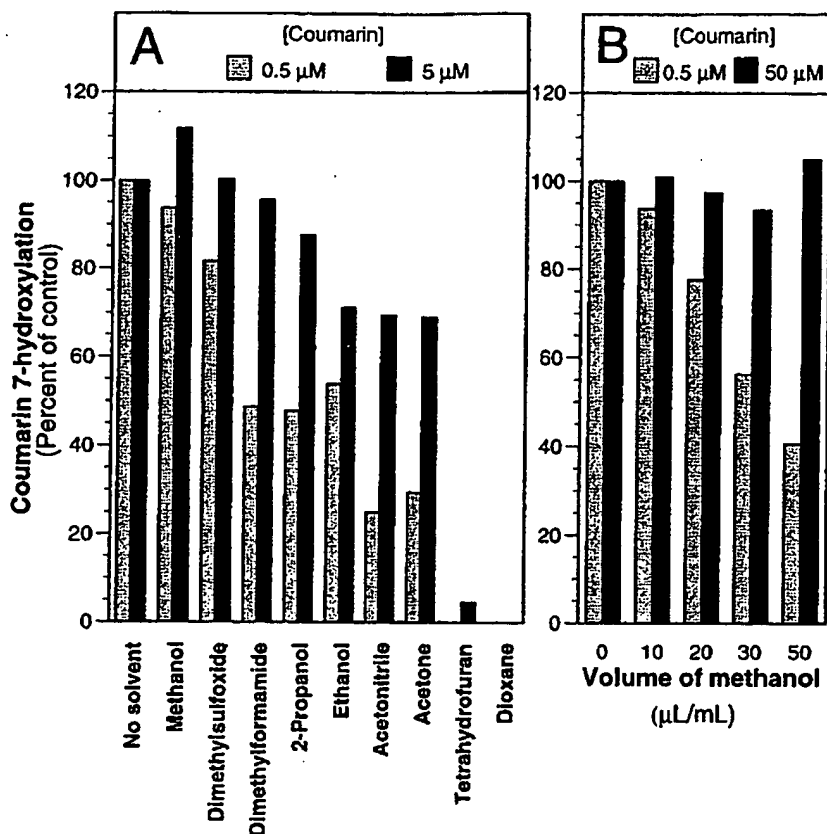 A
[Coumarin]
0.5 μM
5 μM
B
[Coumarin]
0.5 μM
50 μM
Coumarin 7-hydroxylation
(Percent of control)
120
100
80
60
40
20
0
120
100
80
60
40
20
0
No solvent
Methanol
Dimethylsulfoxide
Dimethylformamide
2-Propanol
Ethanol
Acetonitrile
Acetone
Tetrahydrofuran
Dioxane
0 10 20 30 50
Volume of methanol
(μL/mL)